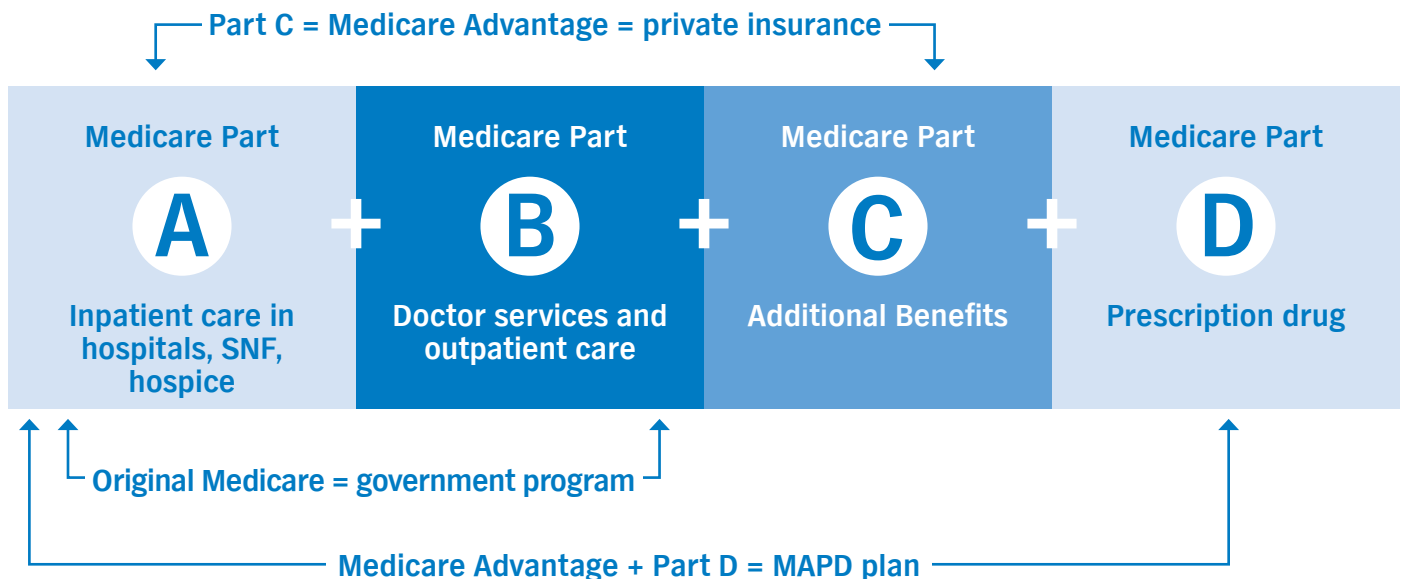 Part C = Medicare Advantage = private insurance
Medicare Part
A
Inpatient care in
hospitals, SNF,
hospice
+
Medicare Part
B
Doctor services and
outpatient care
+
Medicare Part
C
Additional Benefits
+
Medicare Part
D
Prescription drug
Original Medicare = government program
Medicare Advantage + Part D = MAPD plan